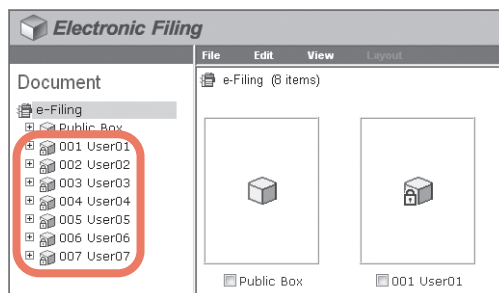 Electronic Filing
File Edit View Layout
Document
e-Filing (8 items)
e-Filing
Public Box
001 User01
002 User02
003 User03
004 User04
005 User05
006 User06
007 User07
Public Box
001 User01